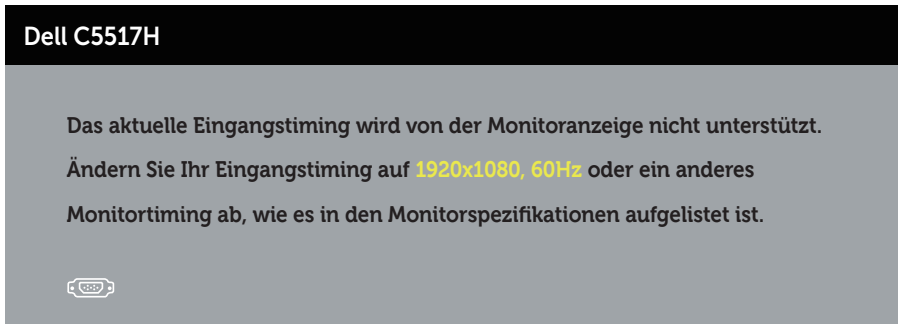 Dell C5517H
Das aktuelle Eingangstiming wird von der Monitoranzeige nicht unterstützt.
Ändern Sie Ihr Eingangstiming auf 1920x1080, 60Hz oder ein anderes
Monitortiming ab, wie es in den Monitorspezifikationen aufgelistet ist.